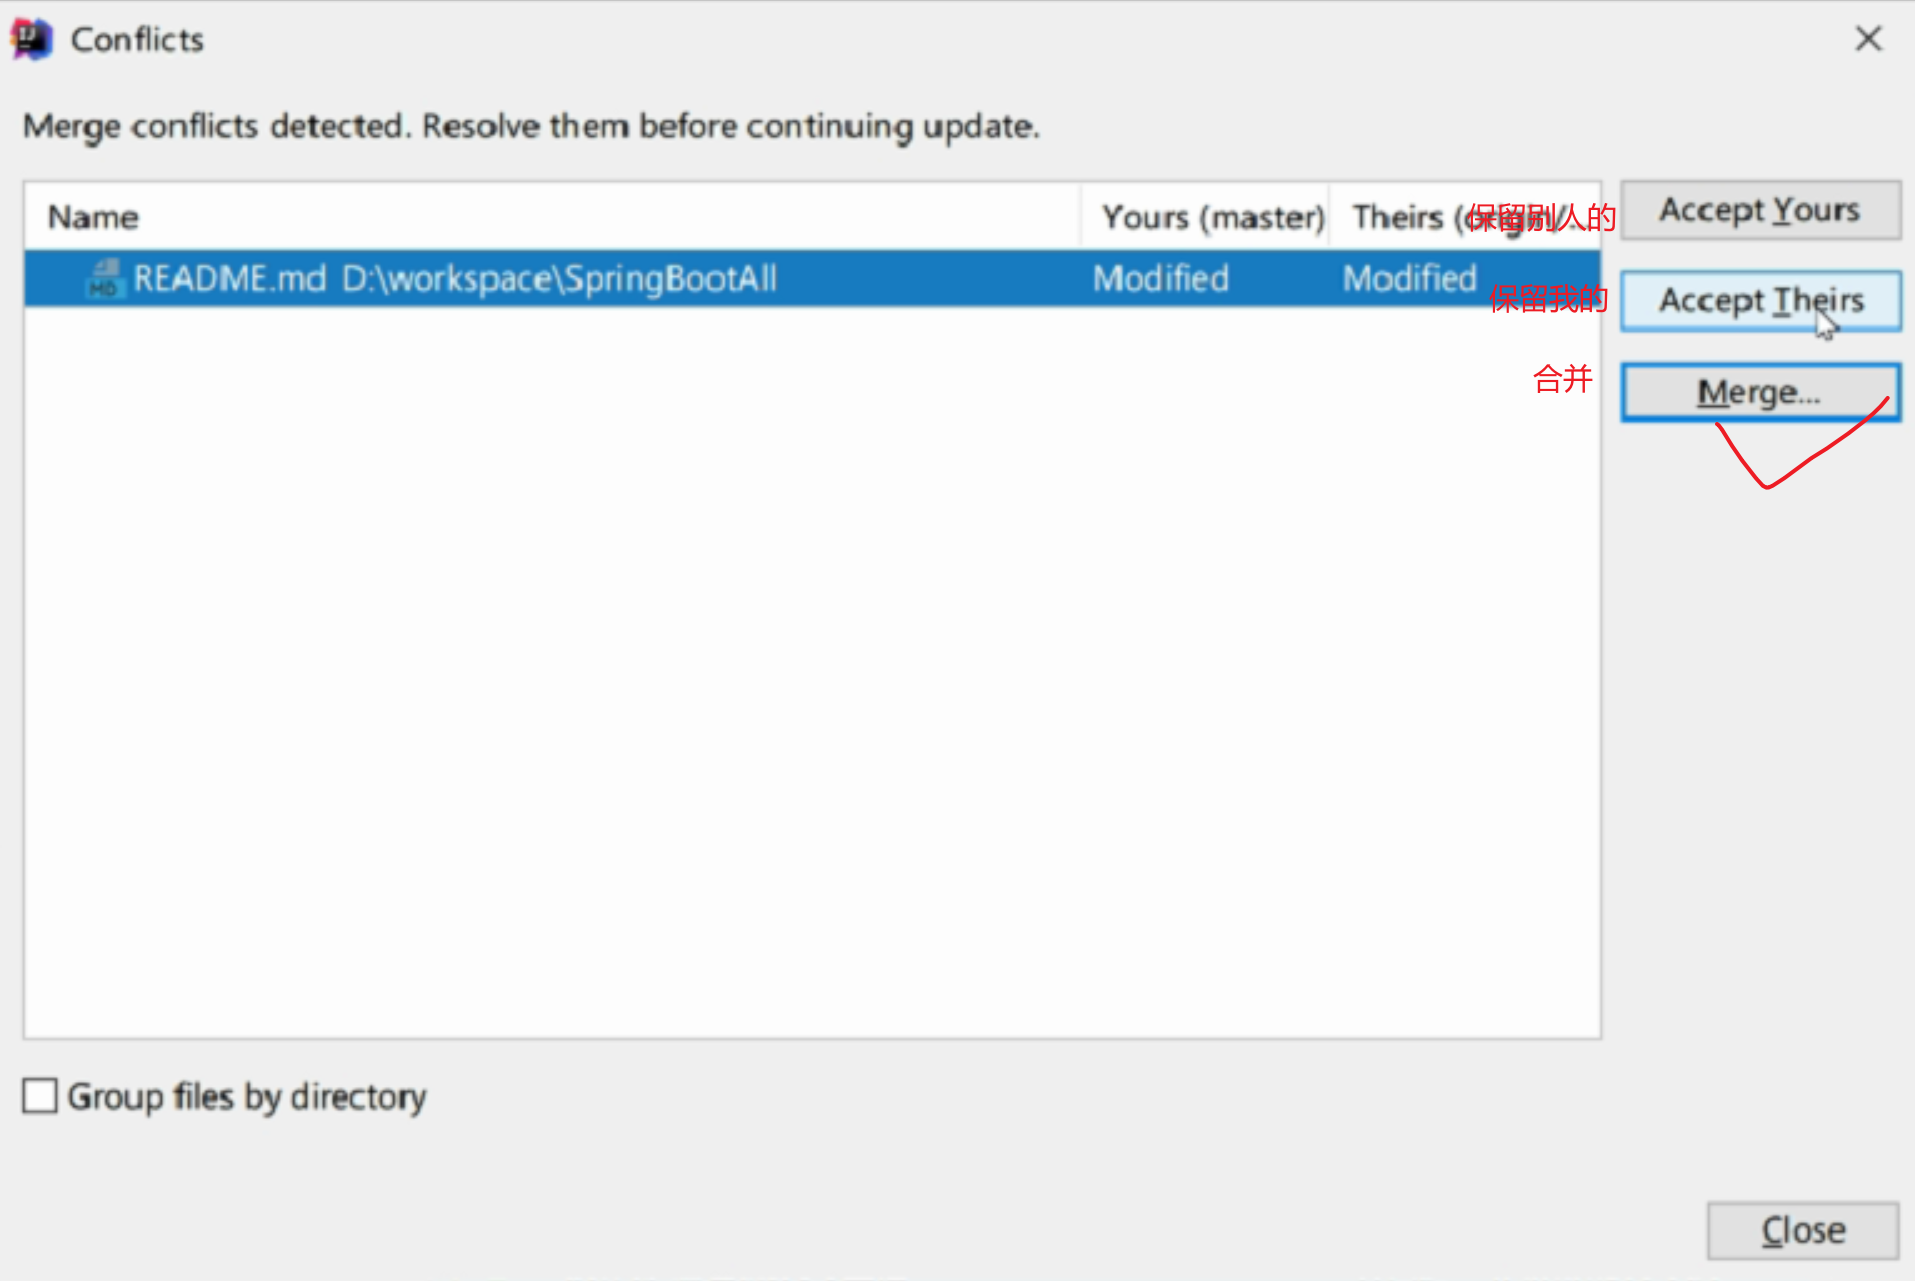 Conflicts
Merge conflicts detected. Resolve them before continuing update.
Name Yours (master) Theirs (origin/... 保留别人的 Accept Yours
README.md D:\workspace\SpringBootAll Modified Modified 保留我的 Accept Theirs
合并 Merge...
Group files by directory
Close